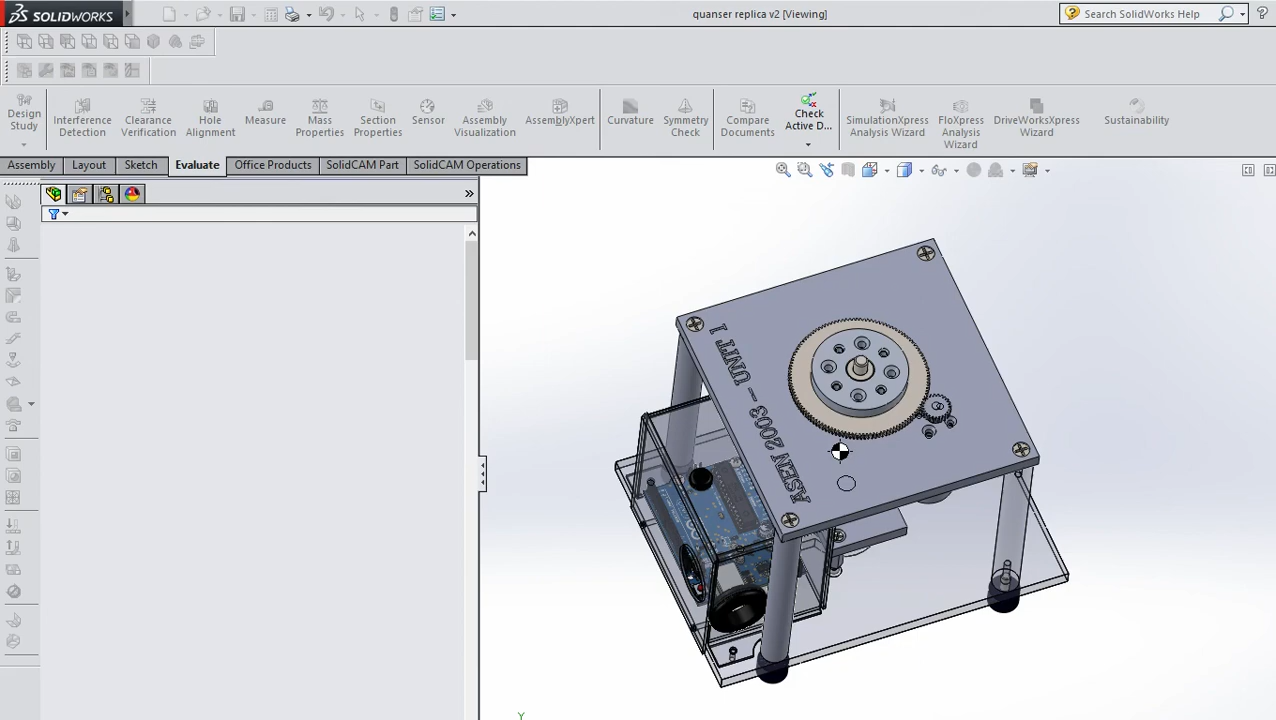 SOLIDWORKS
quanser replica v2 [Viewing]
Search SolidWorks Help
Design Study
Interference Detection
Clearance Verification
Hole Alignment
Measure
Mass Properties
Section Properties
Sensor
Assembly Visualization
AssemblyXpert
Curvature
Symmetry Check
Compare Documents
Check Active D...
SimulationXpress Analysis Wizard
FloXpress Analysis Wizard
DriveWorksXpress Wizard
Sustainability
Assembly
Layout
Sketch
Evaluate
Office Products
SolidCAM Part
SolidCAM Operations
ASEN 2003 - UNIT 1
Y